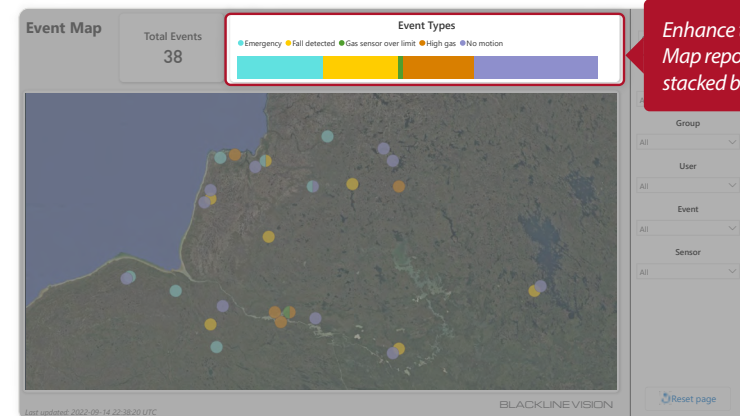 Event Map
Total Events
38
Event Types
Emergency Fall detected Gas sensor over limit High gas No motion
Enhance
Map repo
stacked b
Group
All
User
All
Event
All
Sensor
All
Last updated: 2022-09-14 22:38:20 UTC
BLACKLINE VISION
Reset page